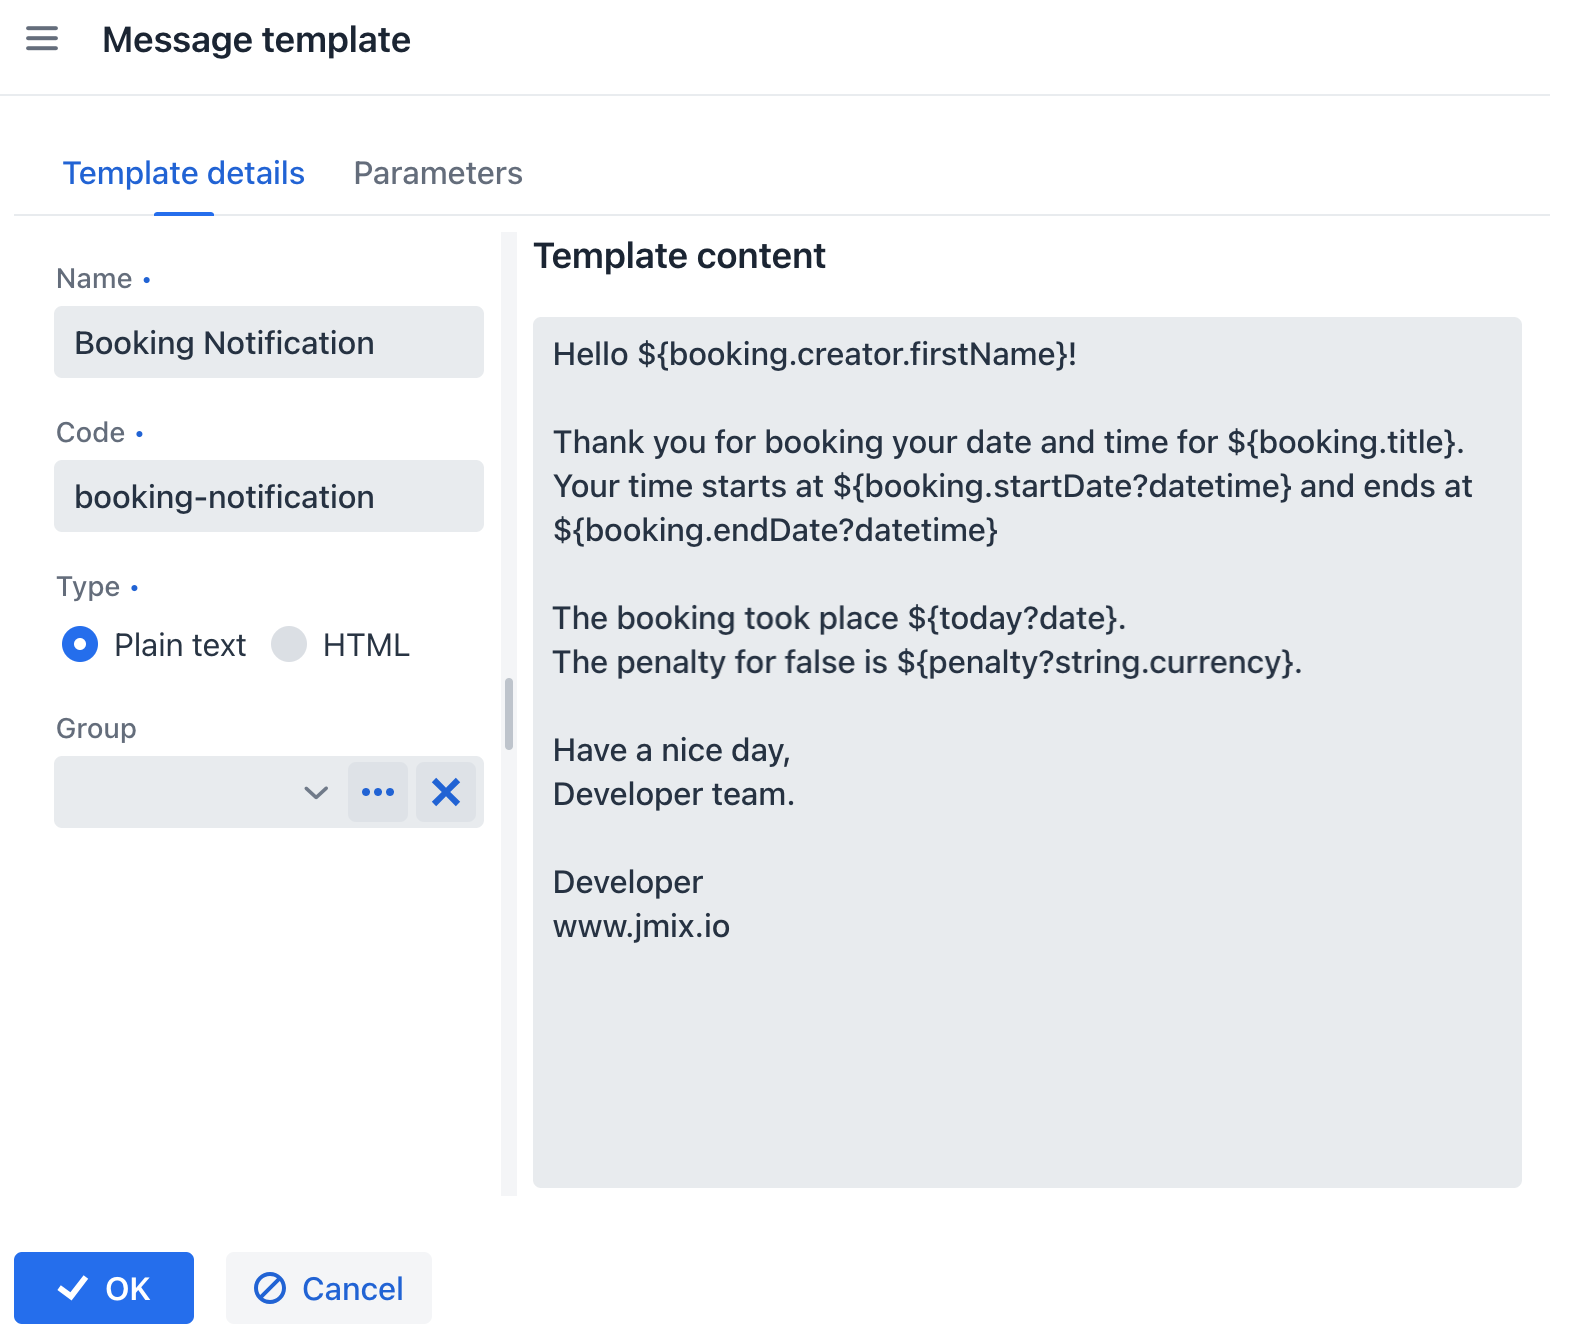 Message template
Template details
Parameters
Name •
Booking Notification
Code •
booking-notification
Type •
Plain text
HTML
Group
Template content
Hello ${booking.creator.firstName}!
Thank you for booking your date and time for ${booking.title}.
Your time starts at ${booking.startDate?datetime} and ends at
${booking.endDate?datetime}
The booking took place ${today?date}.
The penalty for false is ${penalty?string.currency}.
Have a nice day,
Developer team.
Developer
www.jmix.io
OK
Cancel